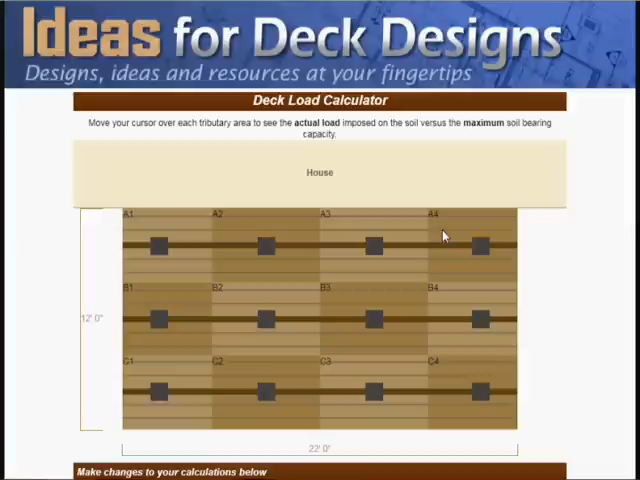 Ideas for Deck Designs
Designs, ideas and resources at your fingertips
Deck Load Calculator
Move your cursor over each tributary area to see the actual load imposed on the soil versus the maximum soil bearing
capacity.
House
A1 A2 A3 A4
B1 B2 B3 B4
12' 0"
C1 C2 C3 C4
22' 0"
Make changes to your calculations below